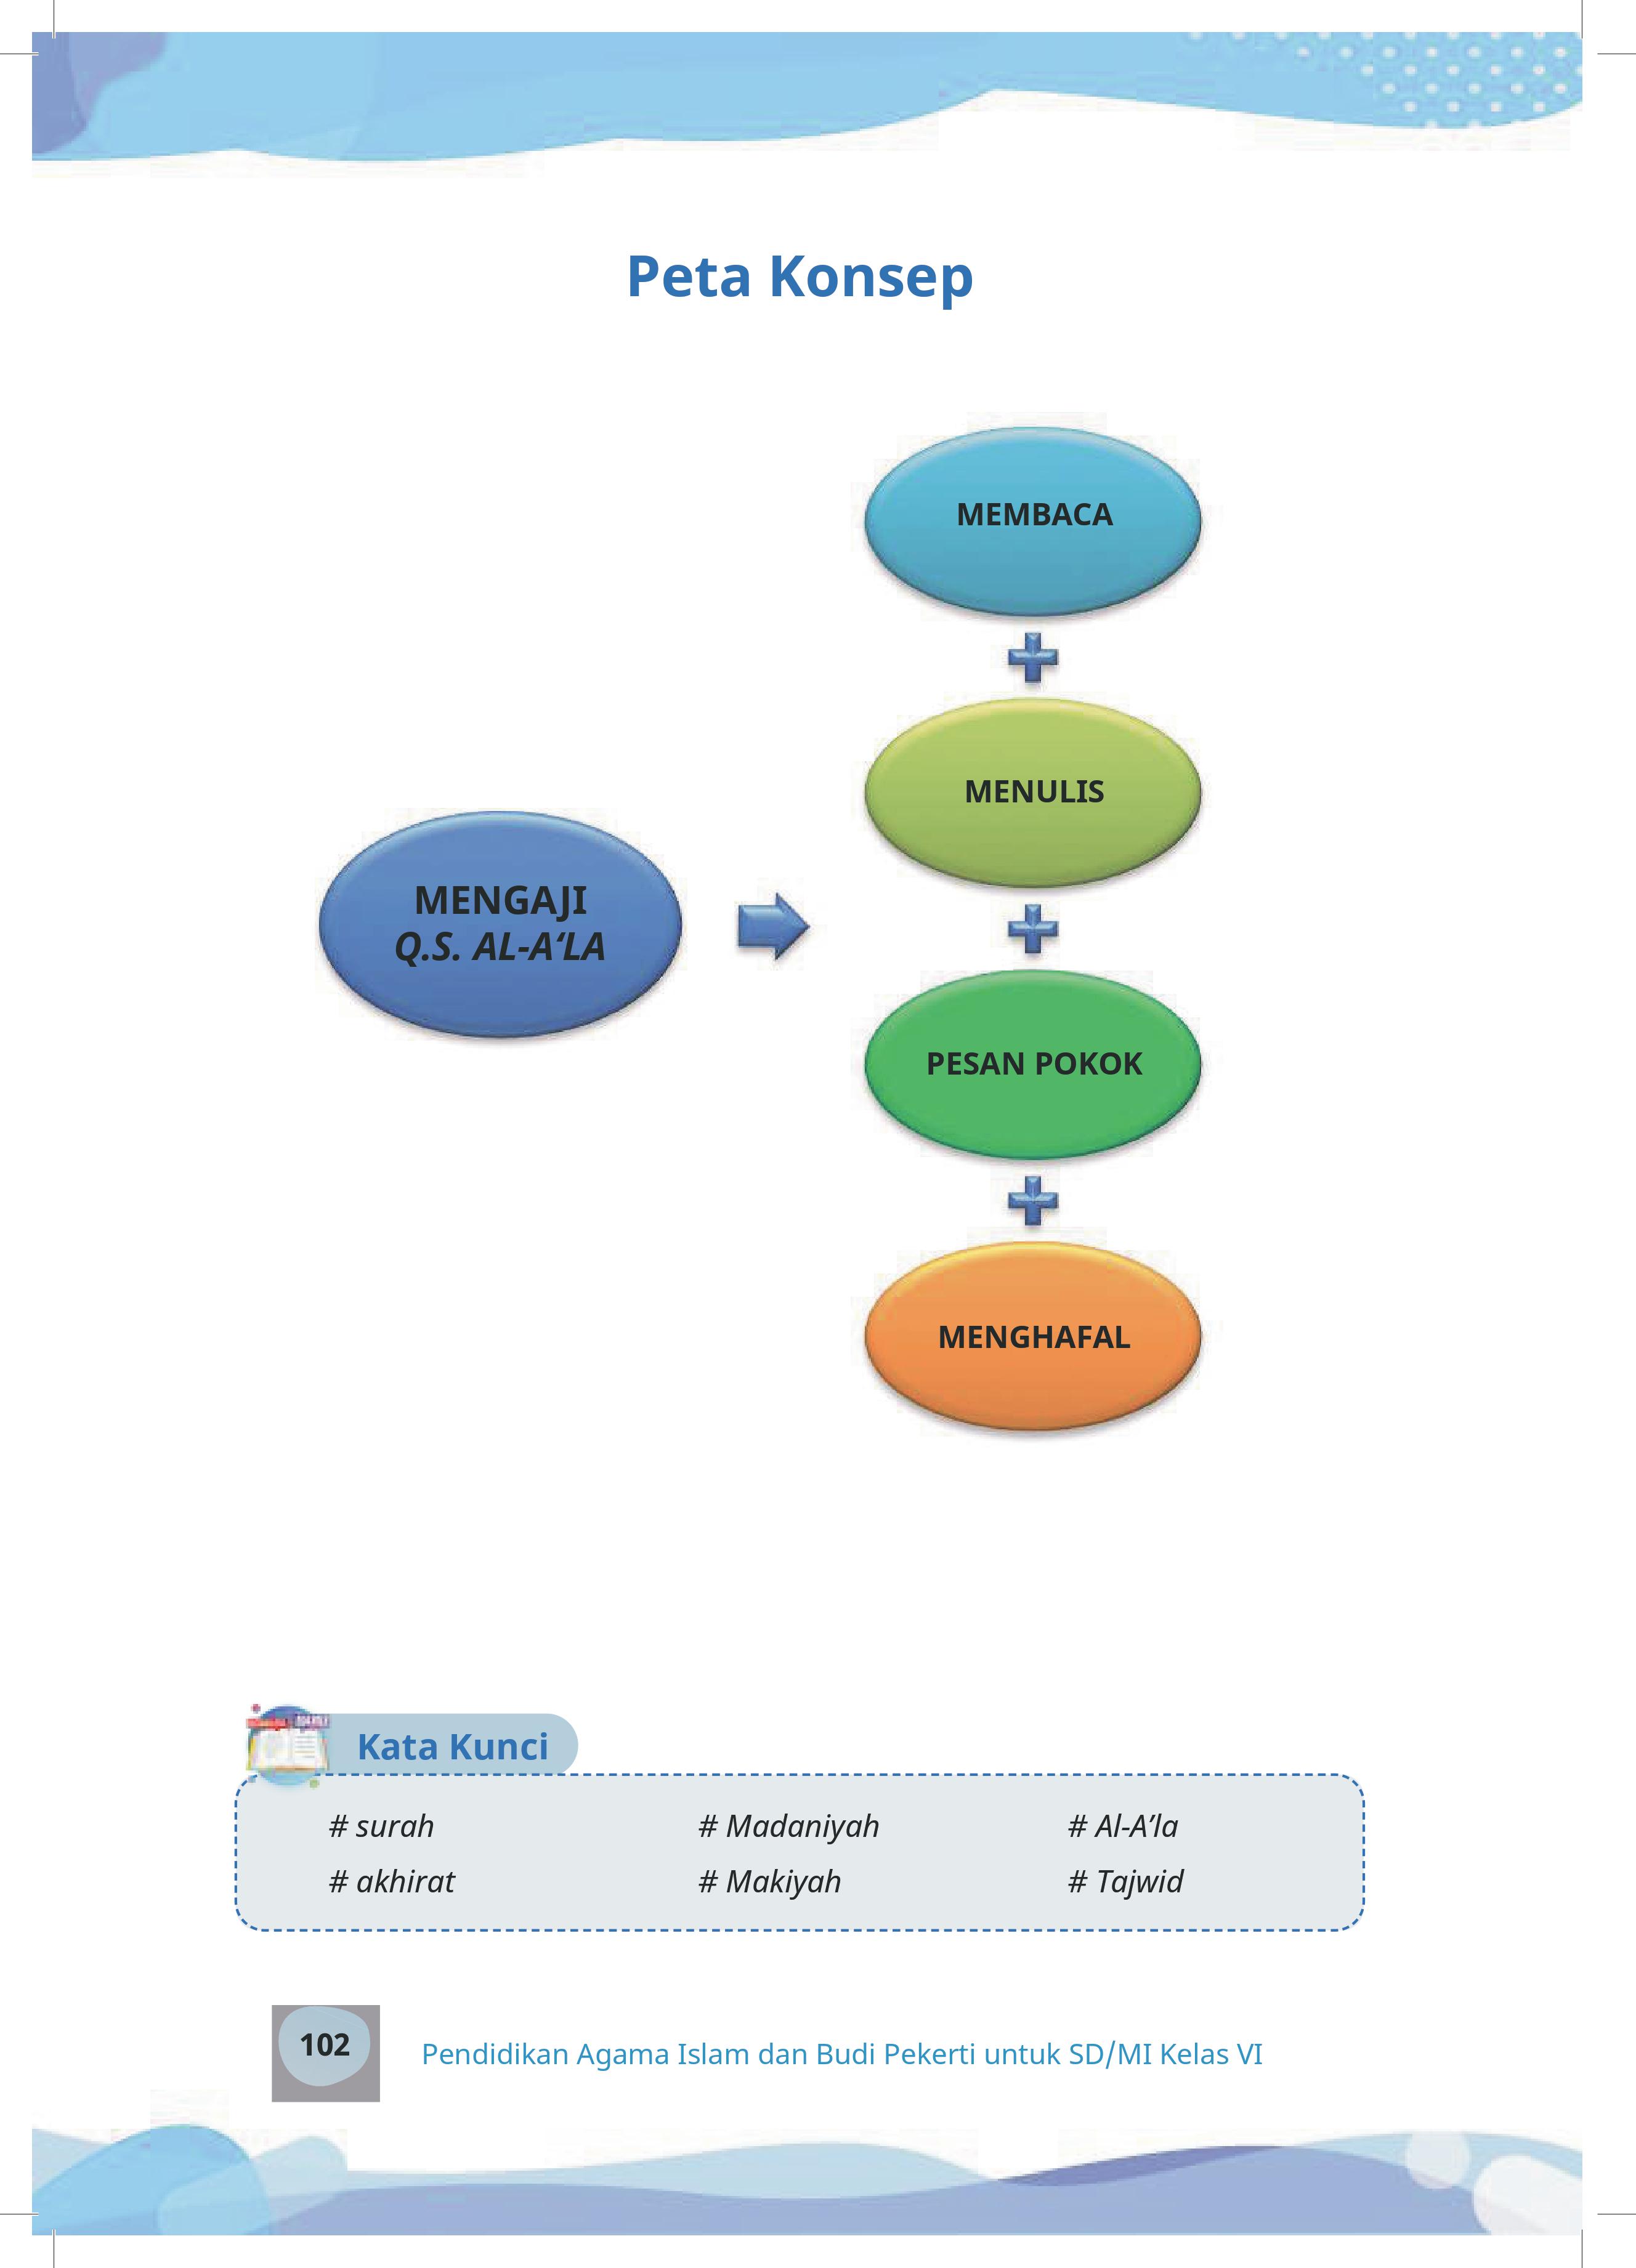 Peta Konsep
MEMBACA
MENULIS
MENGAJI
Q.S. AL-A‘LA
PESAN POKOK
MENGHAFAL
Kata Kunci
# surah # Madaniyah # Al-A’la
# akhirat # Makiyah # Tajwid
102 Pendidikan Agama Islam dan Budi Pekerti untuk SD/MI Kelas VI